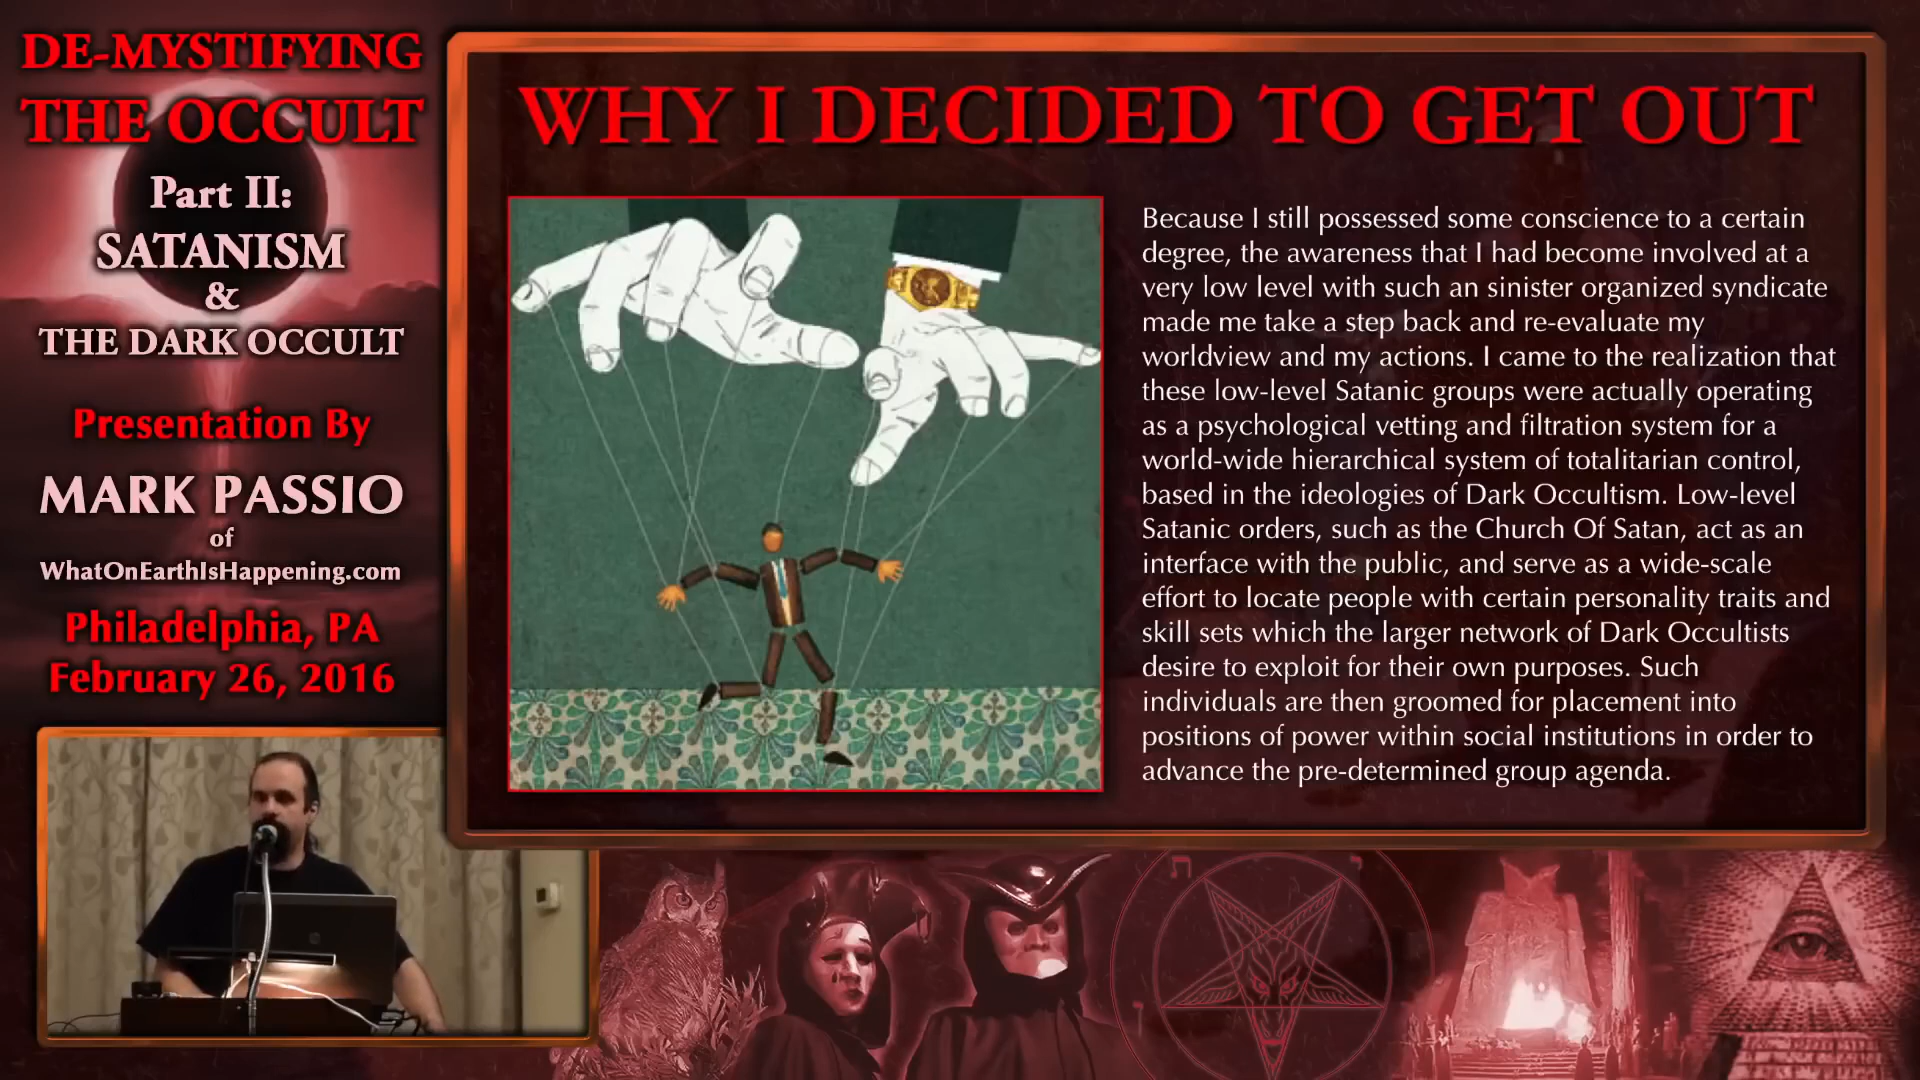 DE-MYSTIFYING
THE OCCULT
Part II:
SATANISM
&
THE DARK OCCULT
Presentation By
MARK PASSIO
of
WhatOnEarthIsHappening.com
Philadelphia, PA
February 26, 2016
WHY I DECIDED TO GET OUT
Because I still possessed some conscience to a certain
degree, the awareness that I had become involved at a
very low level with such an sinister organized syndicate
made me take a step back and re-evaluate my
worldview and my actions. I came to the realization that
these low-level Satanic groups were actually operating
as a psychological vetting and filtration system for a
world-wide hierarchical system of totalitarian control,
based in the ideologies of Dark Occultism. Low-level
Satanic orders, such as the Church Of Satan, act as an
interface with the public, and serve as a wide-scale
effort to locate people with certain personality traits and
skill sets which the larger network of Dark Occultists
desire to exploit for their own purposes. Such
individuals are then groomed for placement into
positions of power within social institutions in order to
advance the pre-determined group agenda.